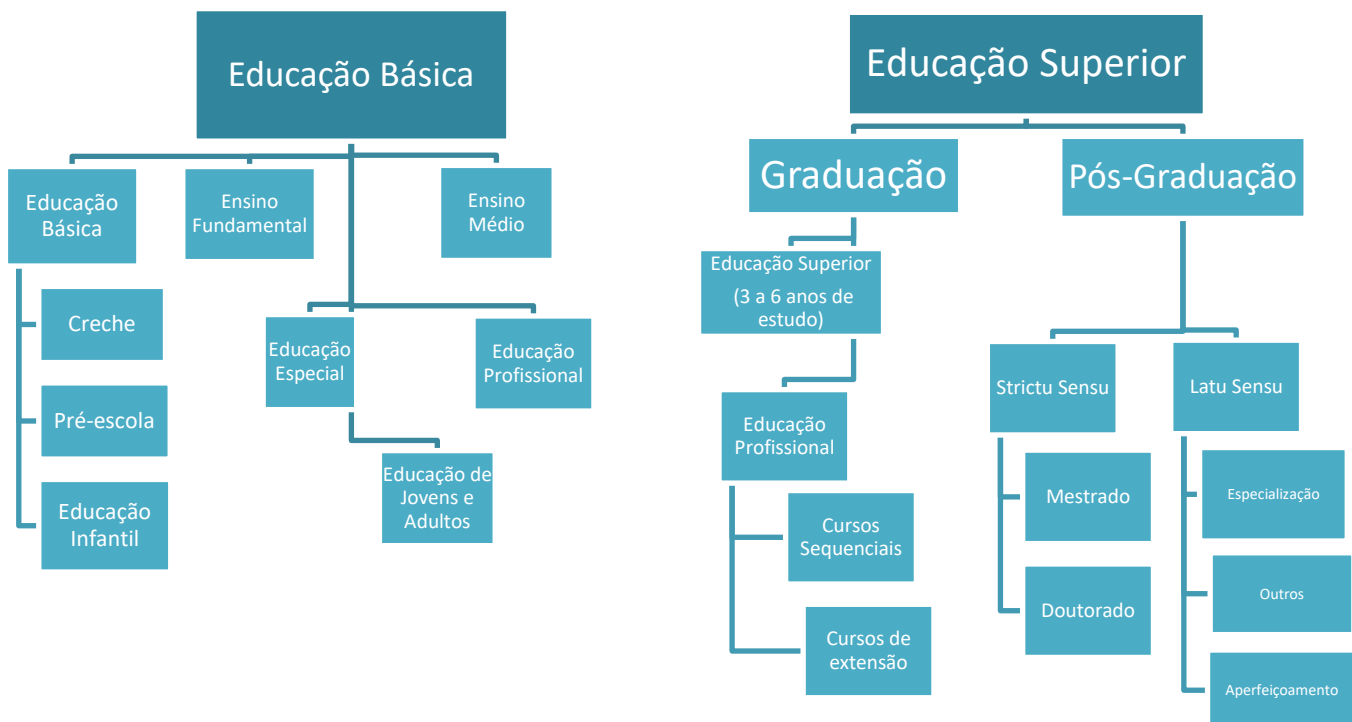 Educação Básica
Educação
Básica
Creche
Pré-escola
Educação
Infantil
Ensino
Fundamental
Ensino
Médio
Educação
Especial
Educação
Profissional
Educação de
Jovens e
Adultos
Educação Superior
Graduação
Educação Superior
(3 a 6 anos de
estudo)
Educação
Profissional
Cursos
Sequenciais
Cursos de
extensão
Pós-Graduação
Strictu Sensu
Mestrado
Doutorado
Latu Sensu
Especialização
Outros
Aperfeiçoamento